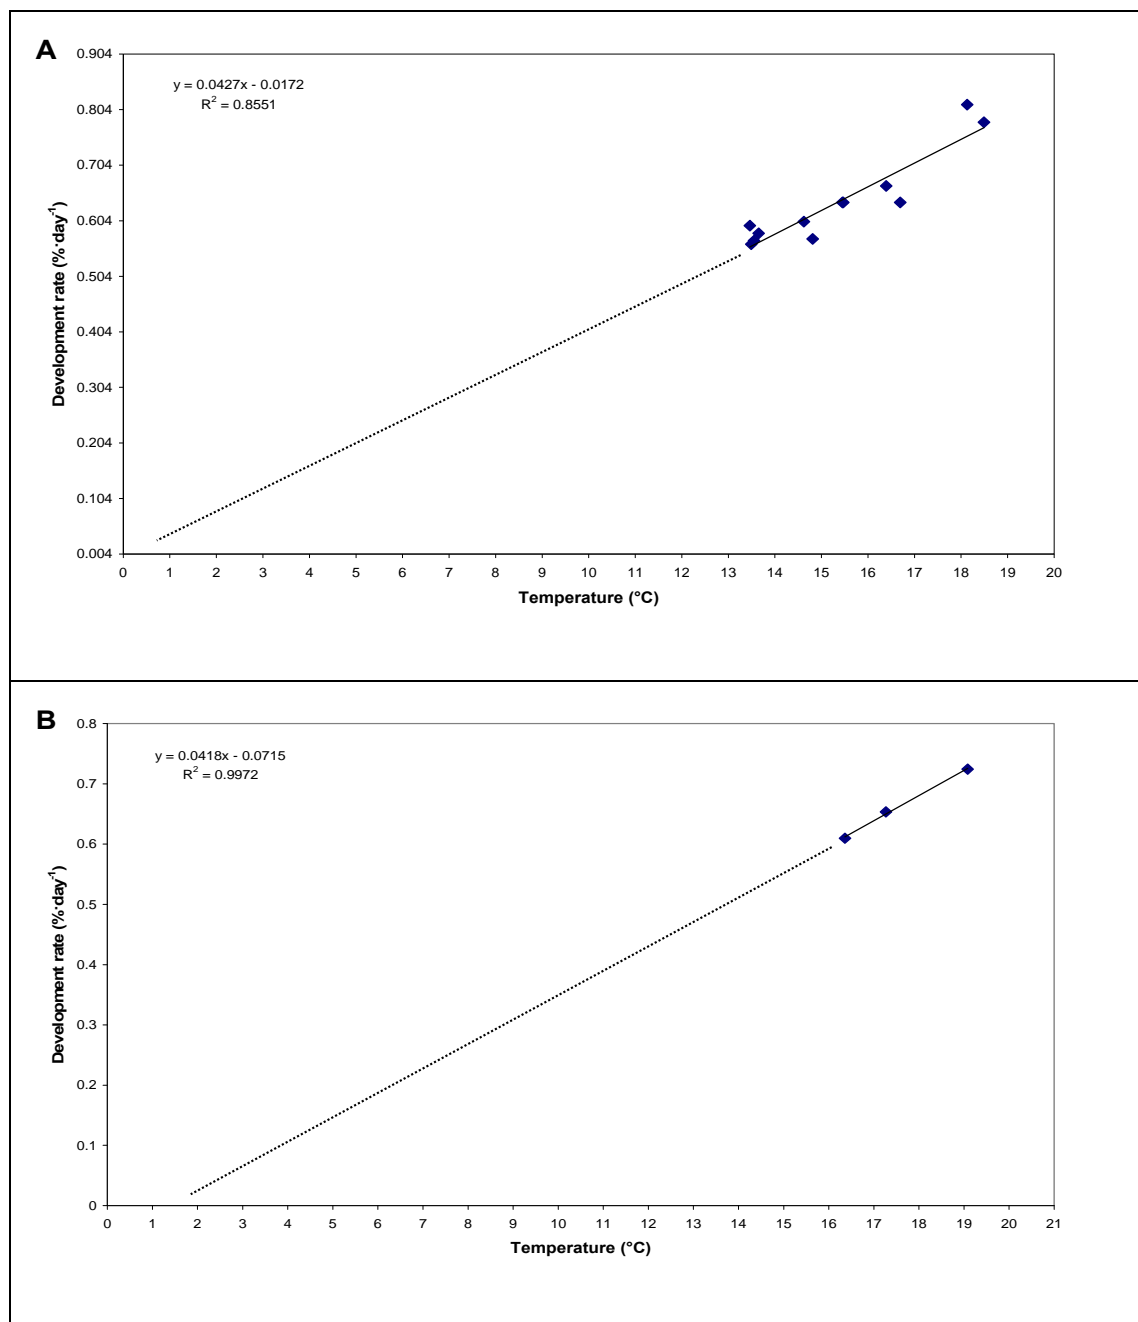 A
y = 0.0427x - 0.0172
R² = 0.8551
0.904
0.804
0.704
0.604
0.504
0.404
0.304
0.204
0.104
0.004
Development rate (%·day⁻¹)
0 1 2 3 4 5 6 7 8 9 10 11 12 13 14 15 16 17 18 19 20
Temperature (°C)
B
y = 0.0418x - 0.0715
R² = 0.9972
0.8
0.7
0.6
0.5
0.4
0.3
0.2
0.1
0
Development rate (%·day⁻¹)
0 1 2 3 4 5 6 7 8 9 10 11 12 13 14 15 16 17 18 19 20 21
Temperature (°C)